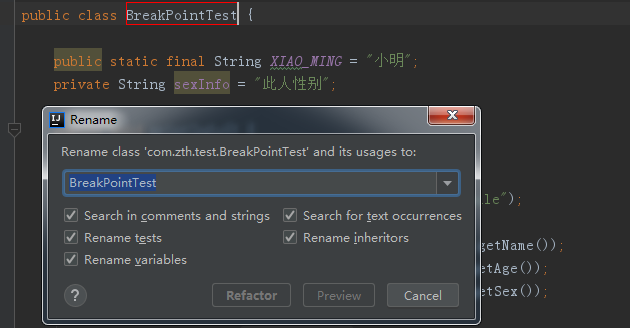 public class BreakPointTest {
public static final String XIAO_MING = "小明";
private String sexInfo = "此人性别";
Rename
Rename class 'com.zth.test.BreakPointTest' and its usages to:
BreakPointTest
Search in comments and strings
Search for text occurrences
Rename tests
Rename inheritors
Rename variables
? Refactor Preview Cancel
le");
getName());
etAge());
etSex());